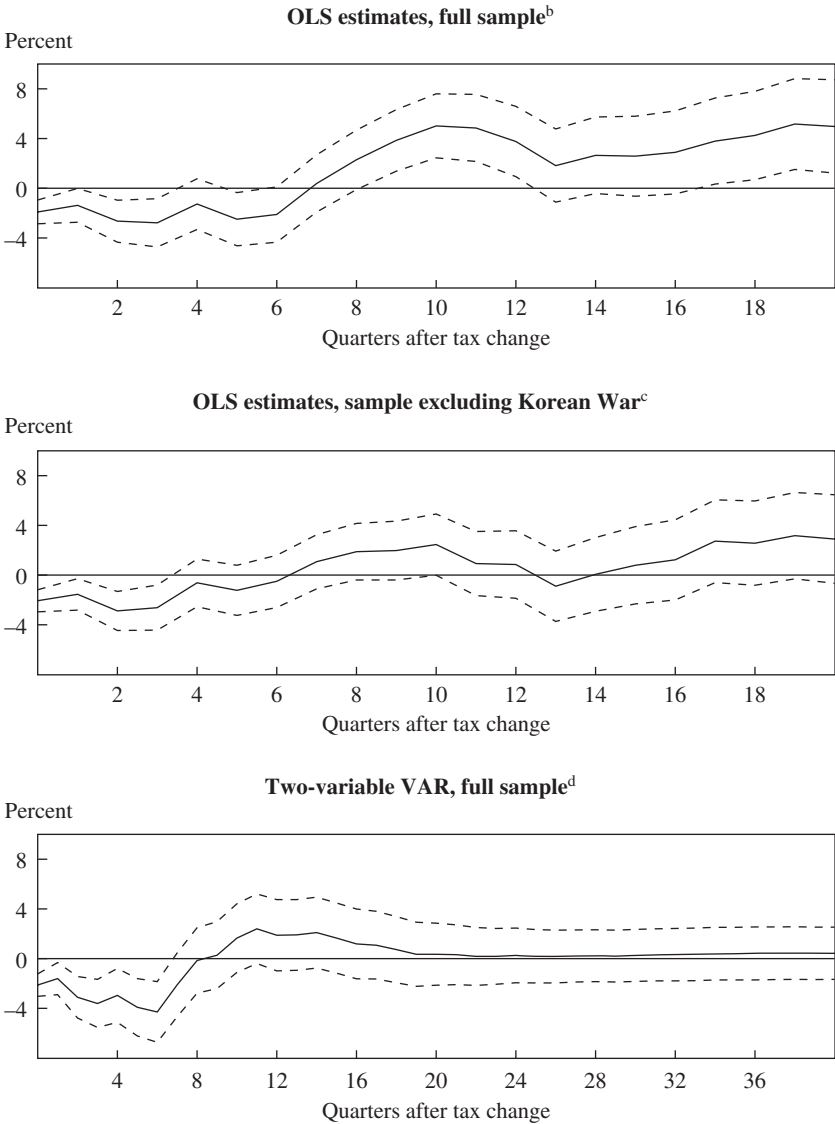 OLS estimates, full sampleᵇ
Percent
8
4
0
–4
2 4 6 8 10 12 14 16 18
Quarters after tax change
OLS estimates, sample excluding Korean Warᶜ
Percent
8
4
0
–4
2 4 6 8 10 12 14 16 18
Quarters after tax change
Two-variable VAR, full sampleᵈ
Percent
8
4
0
–4
4 8 12 16 20 24 28 32 36
Quarters after tax change